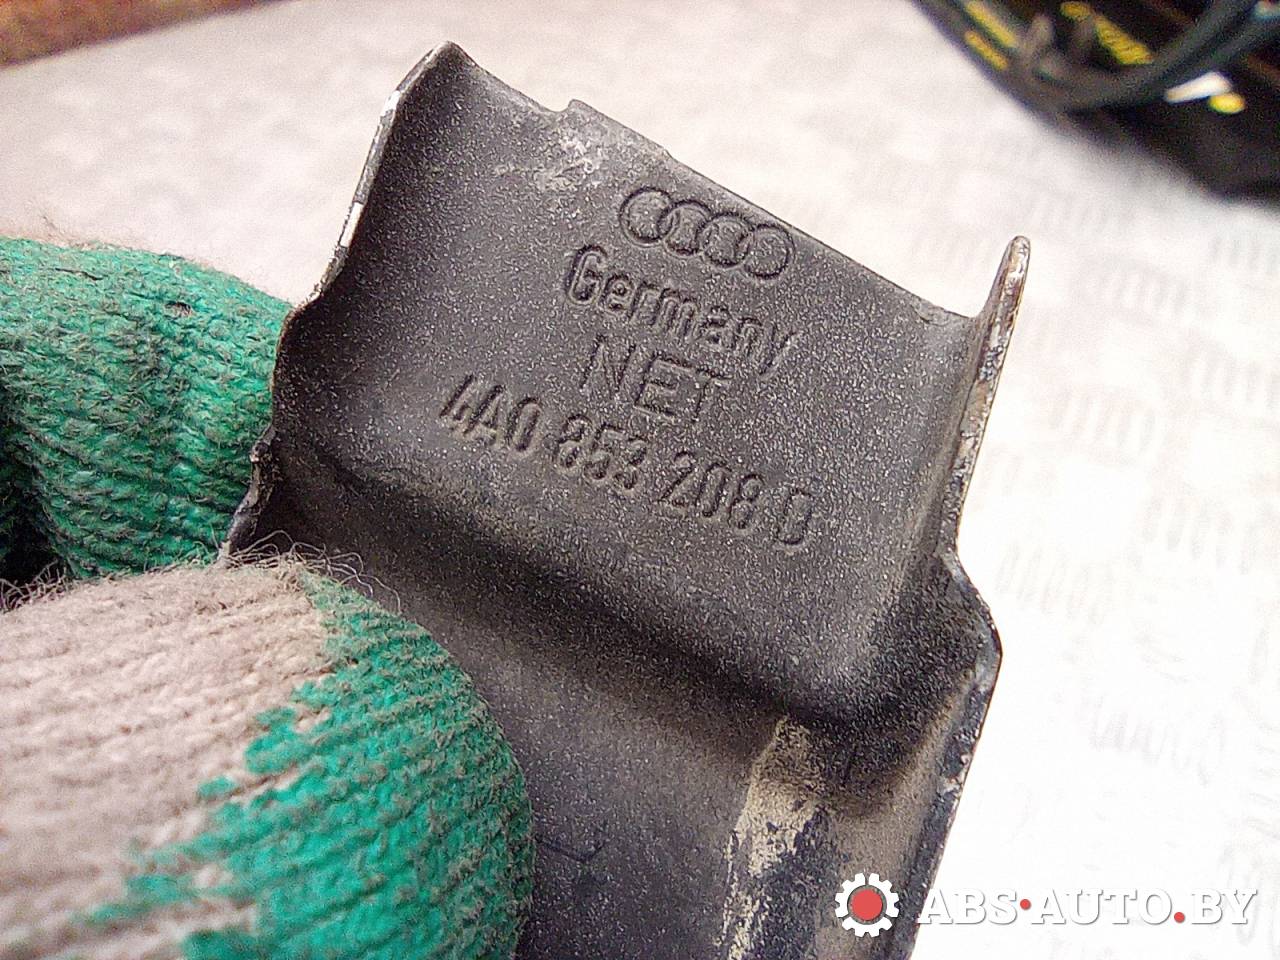 Germany
NET
4A0 853 208 D
ABS•AUTO.BY